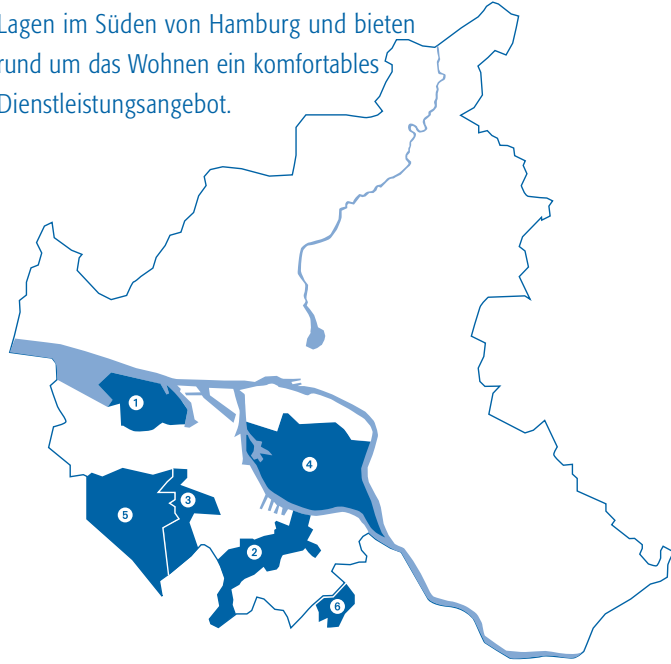 Lagen im Süden von Hamburg und bieten
rund um das Wohnen ein komfortables
Dienstleistungsangebot.
1
4
5
3
2
6